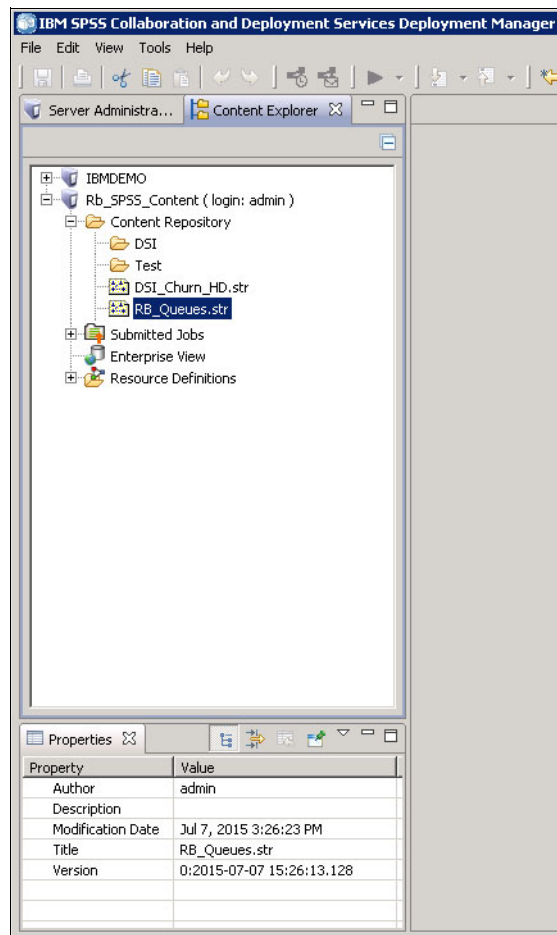 IBM SPSS Collaboration and Deployment Services Deployment Manager
File Edit View Tools Help
Server Administra... Content Explorer
IBMDEMO
Rb_SPSS_Content ( login: admin )
Content Repository
DSI
Test
DSI_Churn_HD.str
RB_Queues.str
Submitted Jobs
Enterprise View
Resource Definitions
Properties
Property Value
Author admin
Description
Modification Date Jul 7, 2015 3:26:23 PM
Title RB_Queues.str
Version 0:2015-07-07 15:26:13.128